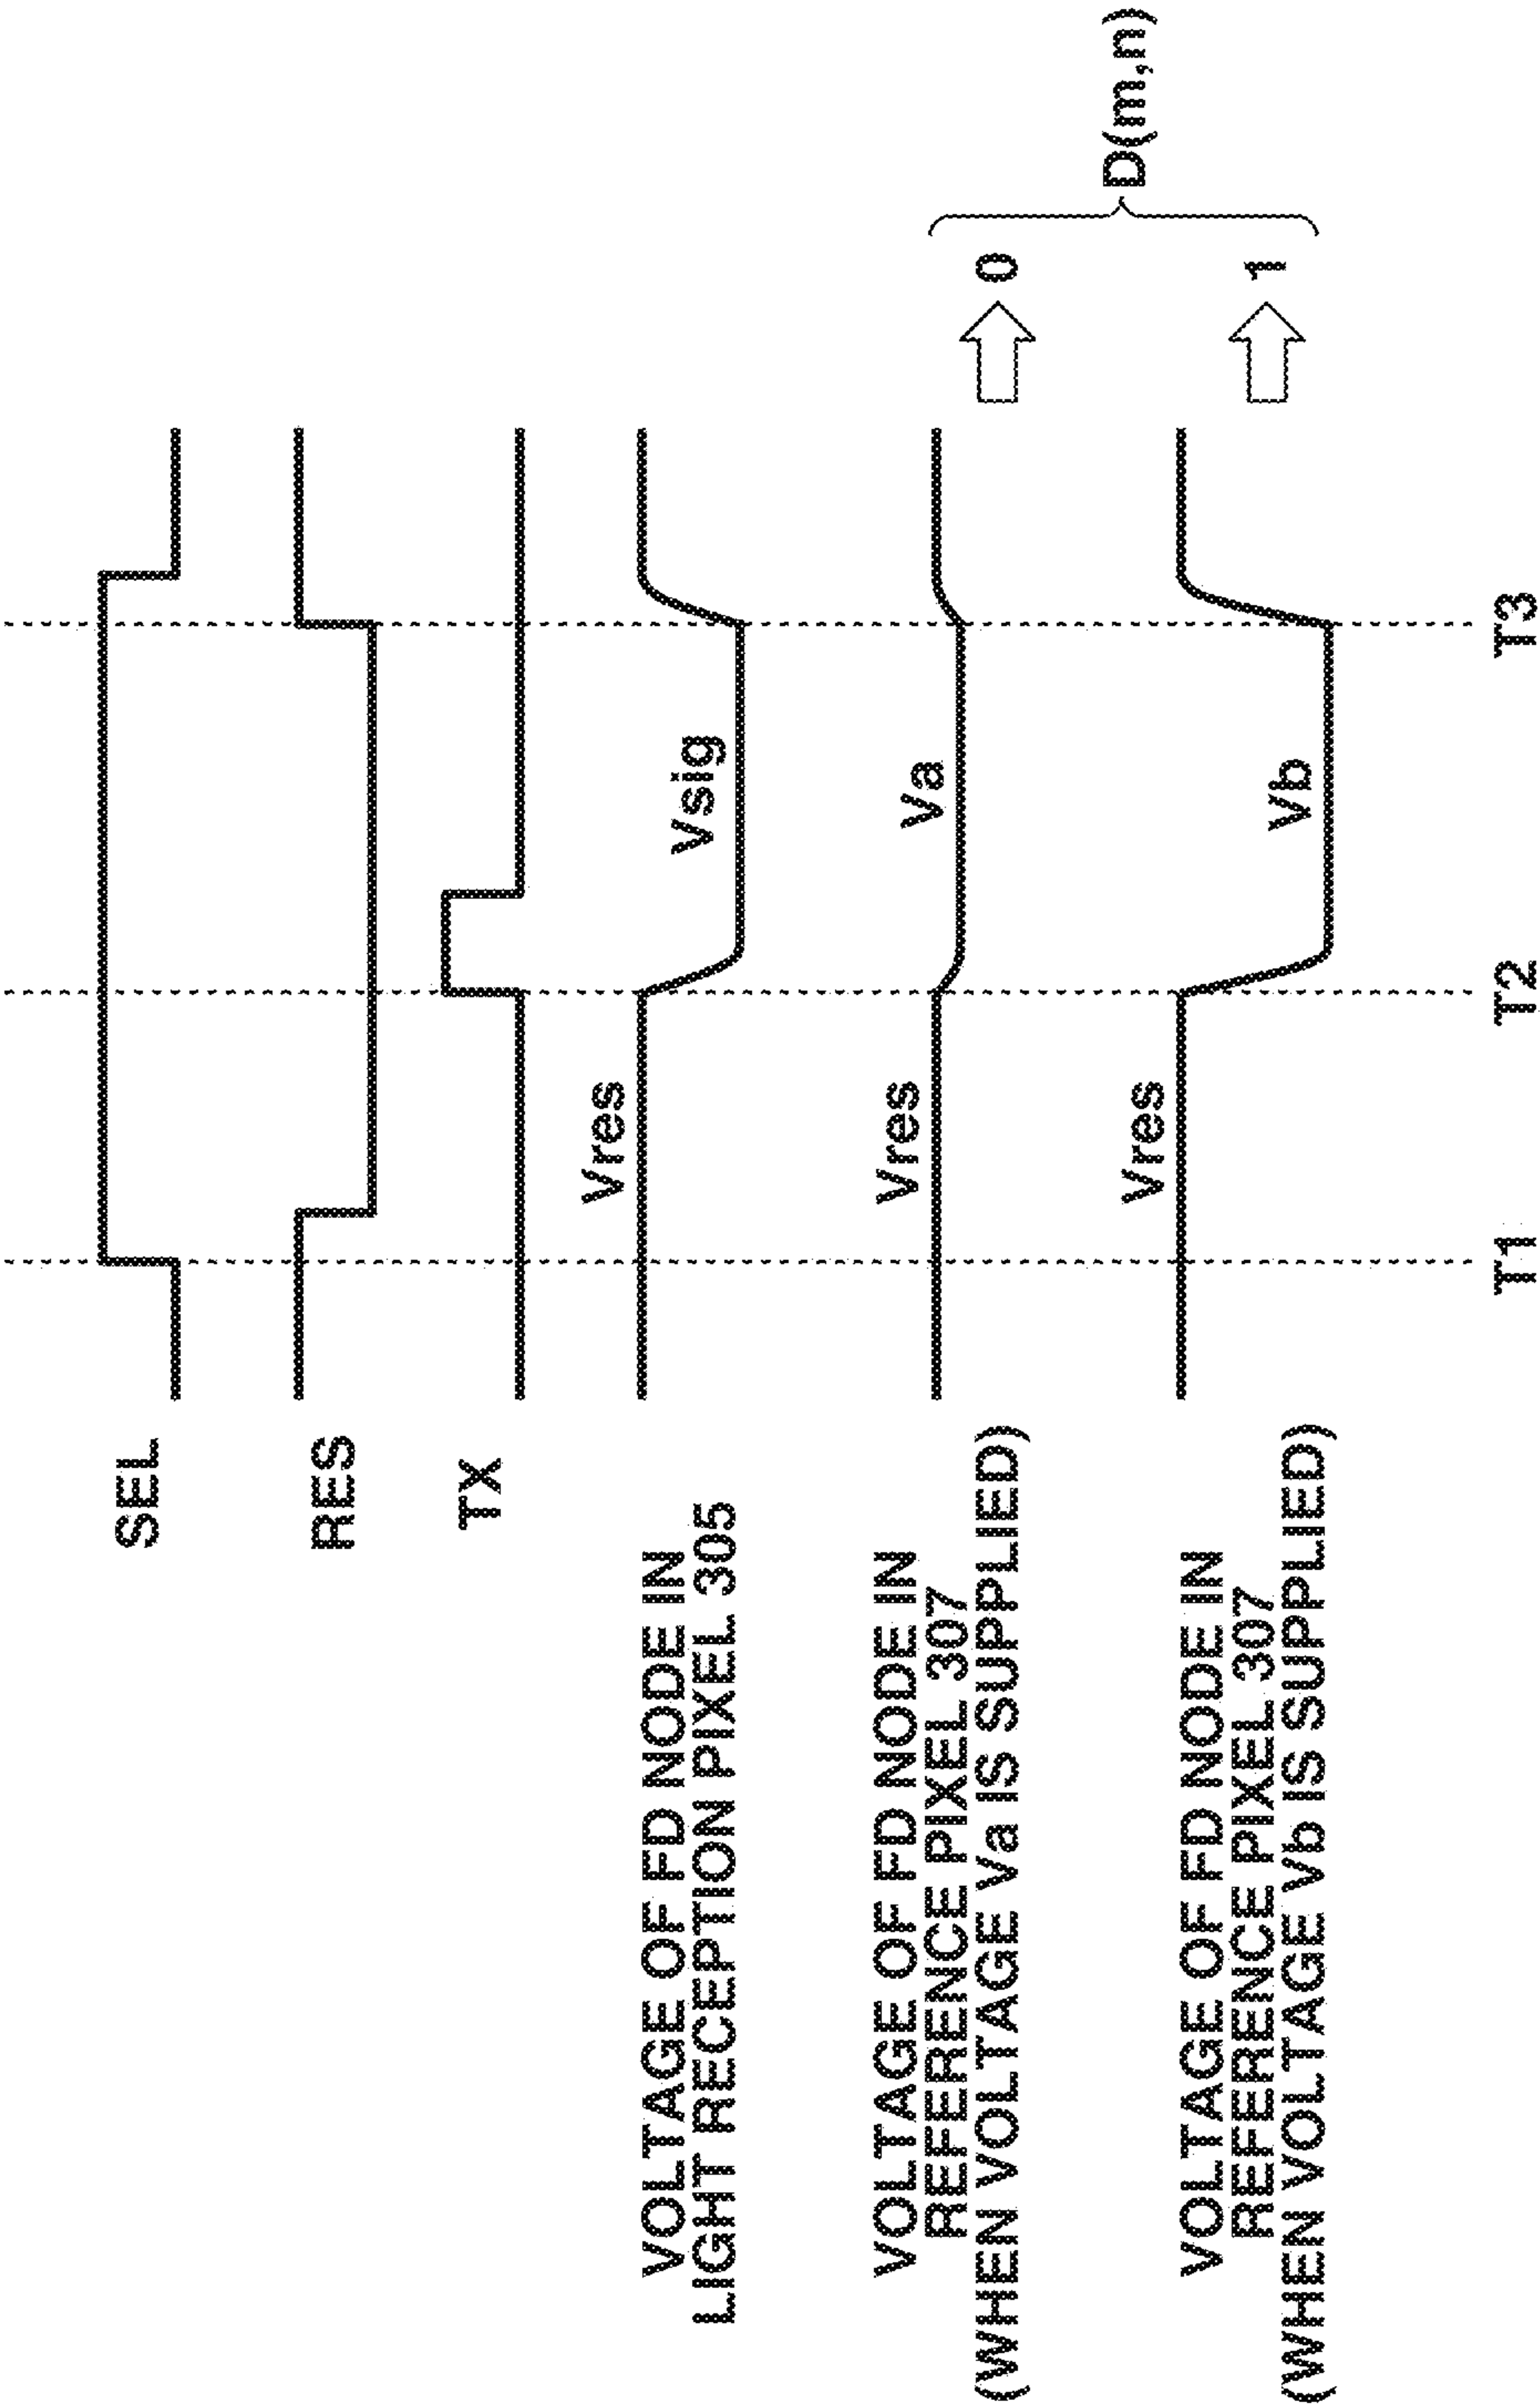 SEL
RES
TX
VOLTAGE OF FD NODE IN
LIGHT RECEPTION PIXEL 305
Vres
Vsig
VOLTAGE OF FD NODE IN
REFERENCE PIXEL 307
(WHEN VOLTAGE Va IS SUPPLIED)
Vres
Va
0
VOLTAGE OF FD NODE IN
REFERENCE PIXEL 307
(WHEN VOLTAGE Vb IS SUPPLIED)
Vres
Vb
1
D(m,n)
T1
T2
T3